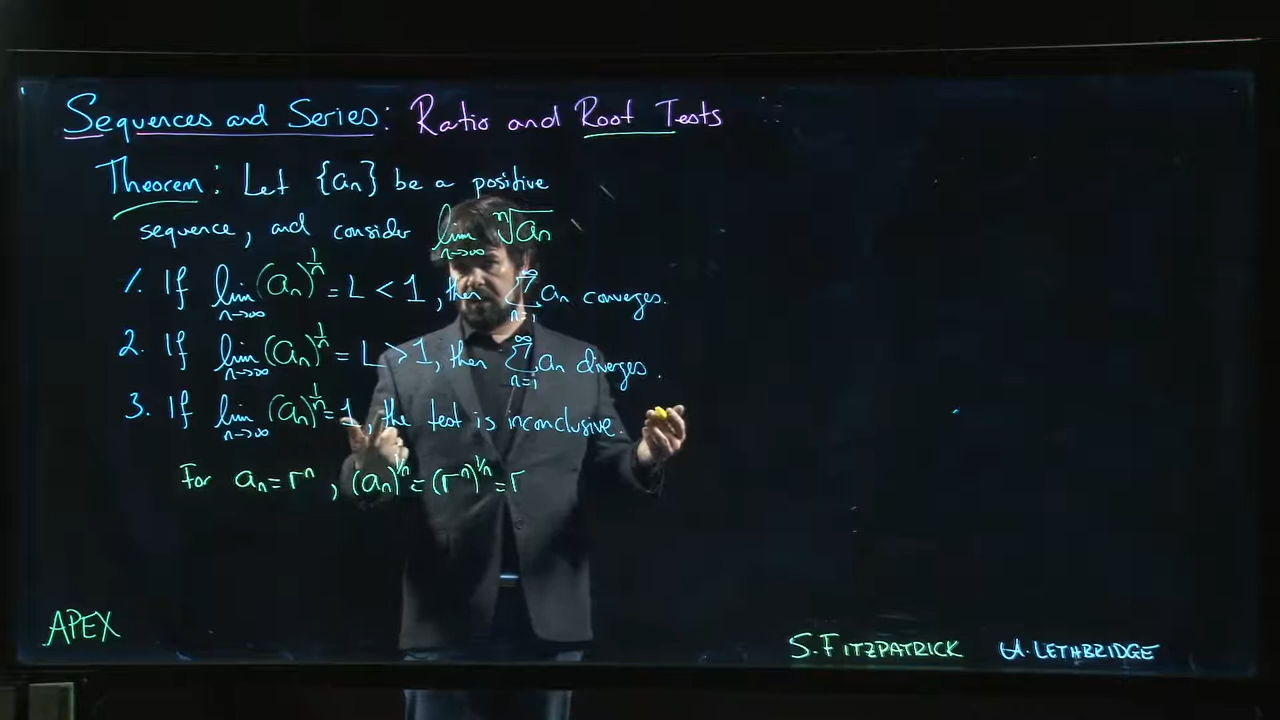 Sequences and Series: Ratio and Root Tests
Theorem: Let {aₙ} be a positive
sequence, and consider lim n→∞ ⁿ√aₙ
1. If lim n→∞ (aₙ)^(1/n) = L < 1, then ∑ n=1 ∞ aₙ converges.
2. If lim n→∞ (aₙ)^(1/n) = L > 1, then ∑ n=1 ∞ aₙ diverges.
3. If lim n→∞ (aₙ)^(1/n) = 1, the test is inconclusive.
For aₙ = rⁿ, (aₙ)^(1/n) = (rⁿ)^(1/n) = r
APEX
S. FITZPATRICK U. LETHBRIDGE